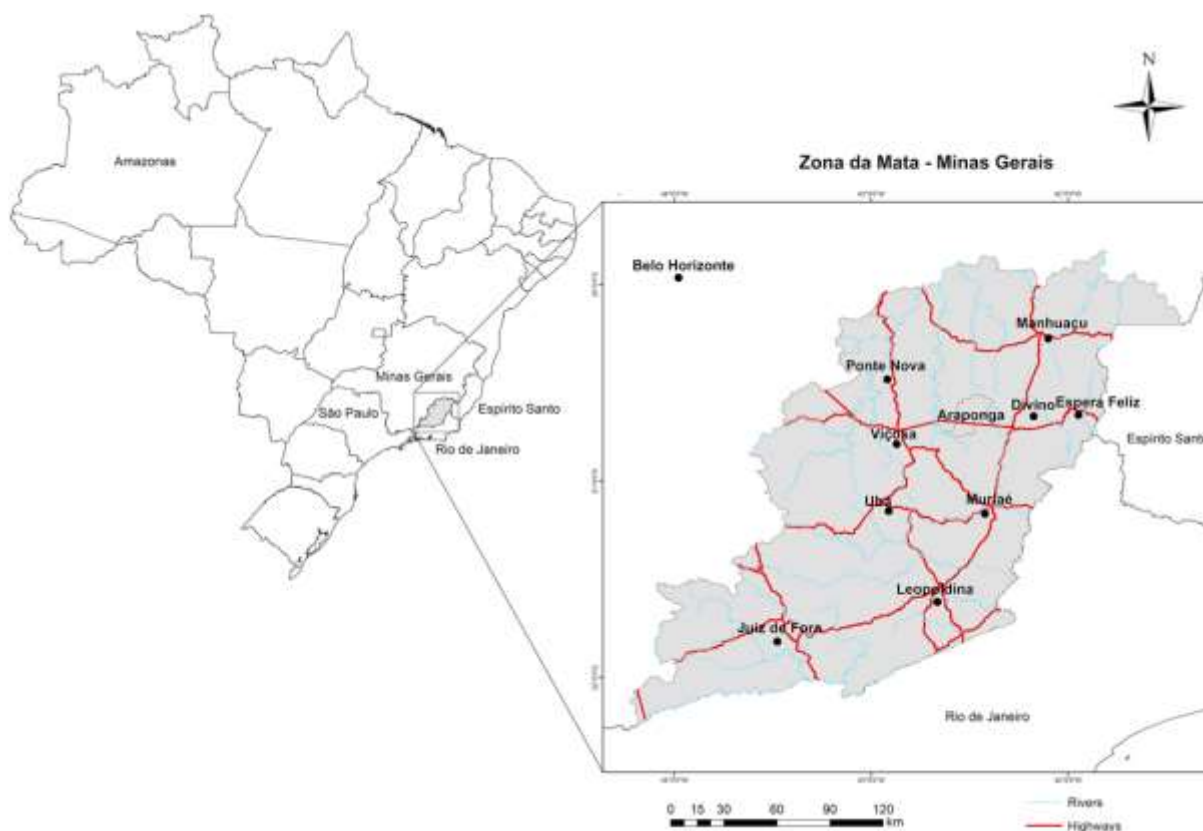 N
Amazonas
Zona da Mata - Minas Gerais
Belo Horizonte
Manhuaçu
Ponte Nova
Minas Gerais
São Paulo
Espírito Santo
Rio de Janeiro
Araponga
Divino
Espera Feliz
Viçosa
Espírito Sant
Ubá
Muriaé
Leopoldina
Juiz de Fora
Rio de Janeiro
0 15 30 60 90 120
km
Rivers
Highways